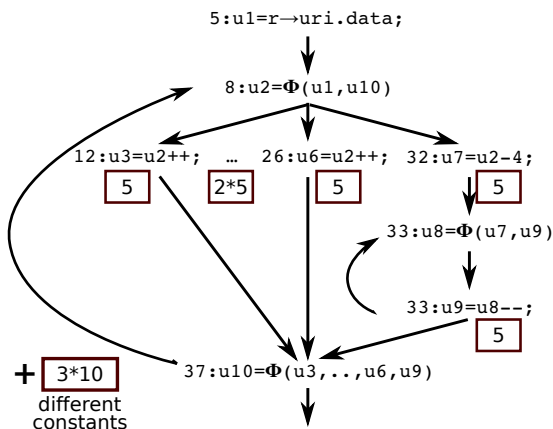 5:u1=r→uri.data;
8:u2=Φ(u1,u10)
12:u3=u2++; … 26:u6=u2++; 32:u7=u2-4;
5 2*5 5 5
33:u8=Φ(u7,u9)
33:u9=u8--;
5
+ 3*10 37:u10=Φ(u3,..,u6,u9)
different
constants